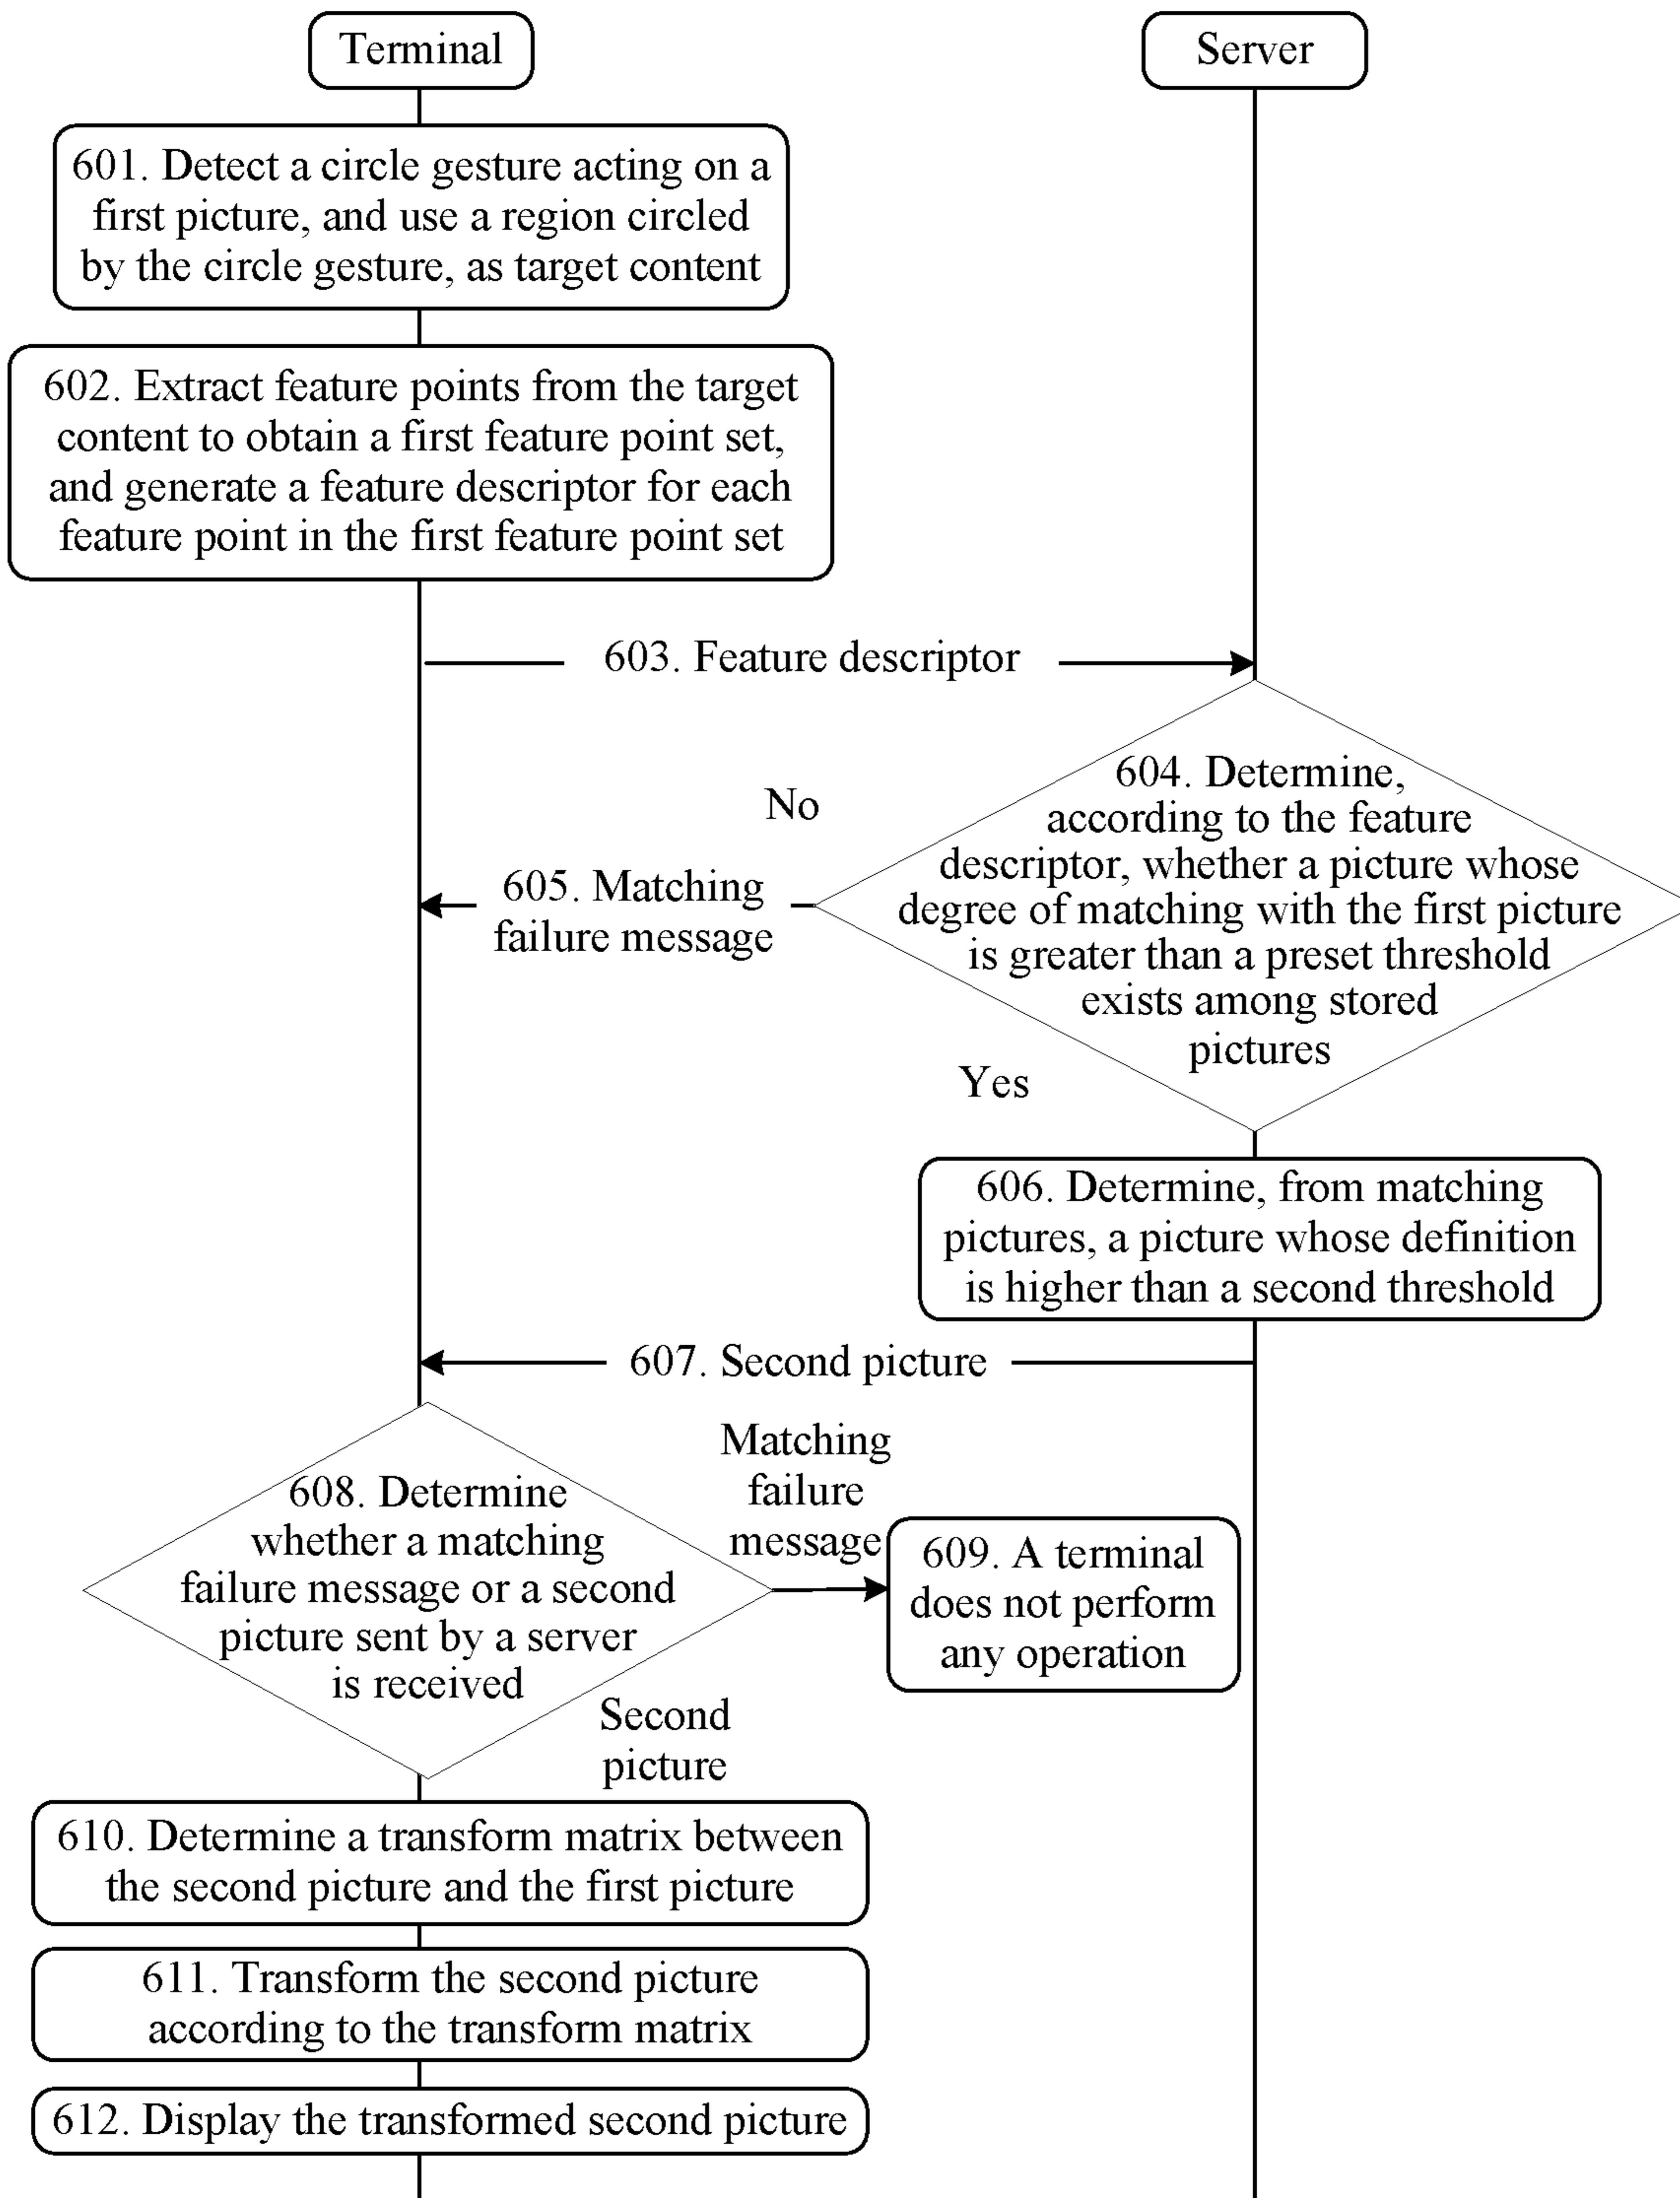 Terminal
Server
601. Detect a circle gesture acting on a
first picture, and use a region circled
by the circle gesture, as target content
602. Extract feature points from the target
content to obtain a first feature point set,
and generate a feature descriptor for each
feature point in the first feature point set
603. Feature descriptor
604. Determine,
according to the feature
descriptor, whether a picture whose
degree of matching with the first picture
is greater than a preset threshold
exists among stored
pictures
No
605. Matching
failure message
Yes
606. Determine, from matching
pictures, a picture whose definition
is higher than a second threshold
607. Second picture
608. Determine
whether a matching
failure message or a second
picture sent by a server
is received
Matching
failure
message
609. A terminal
does not perform
any operation
Second
picture
610. Determine a transform matrix between
the second picture and the first picture
611. Transform the second picture
according to the transform matrix
612. Display the transformed second picture